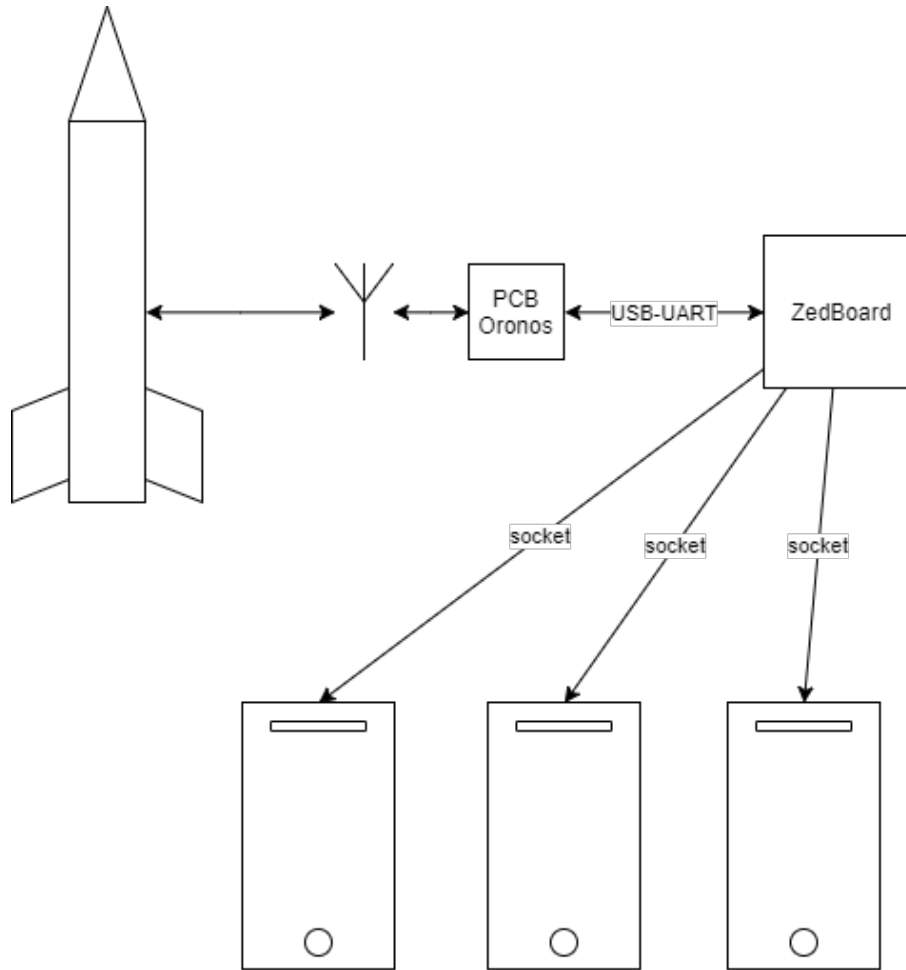 PCB
Oronos
USB-UART
ZedBoard
socket
socket
socket